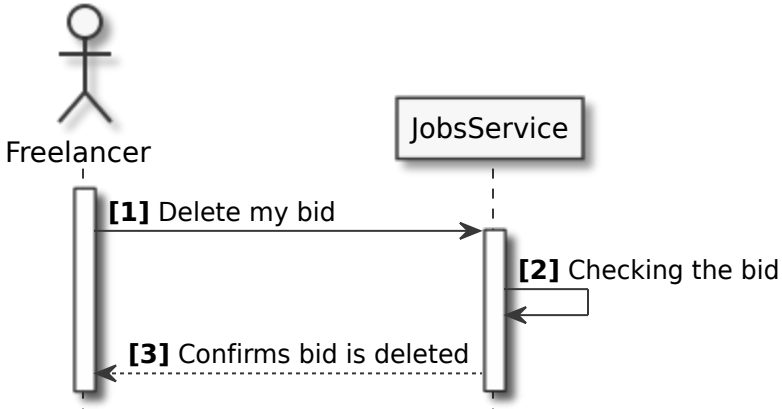 Freelancer
JobsService
[1] Delete my bid
[2] Checking the bid
[3] Confirms bid is deleted